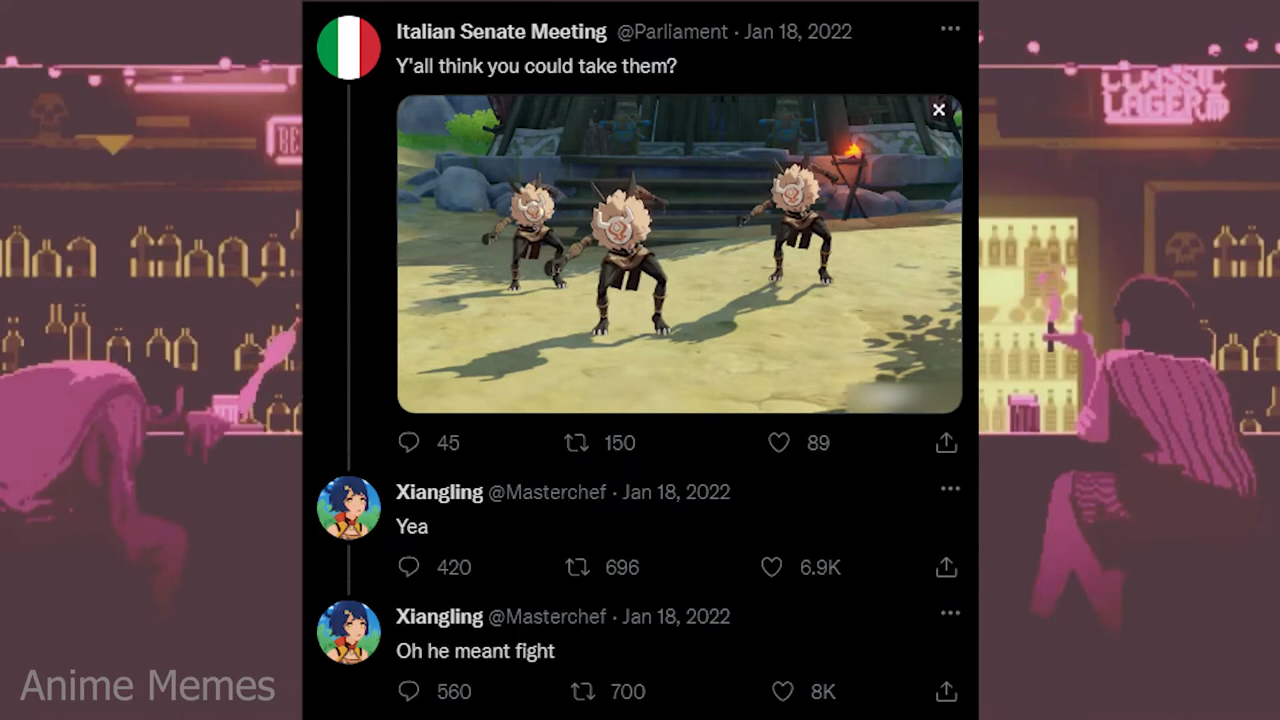 Italian Senate Meeting @Parliament · Jan 18, 2022
Y'all think you could take them?
45 150 89
Xiangling @Masterchef · Jan 18, 2022
Yea
420 696 6.9K
Xiangling @Masterchef · Jan 18, 2022
Oh he meant fight
560 700 8K
Anime Memes
CLASSIC
LAGER
BE